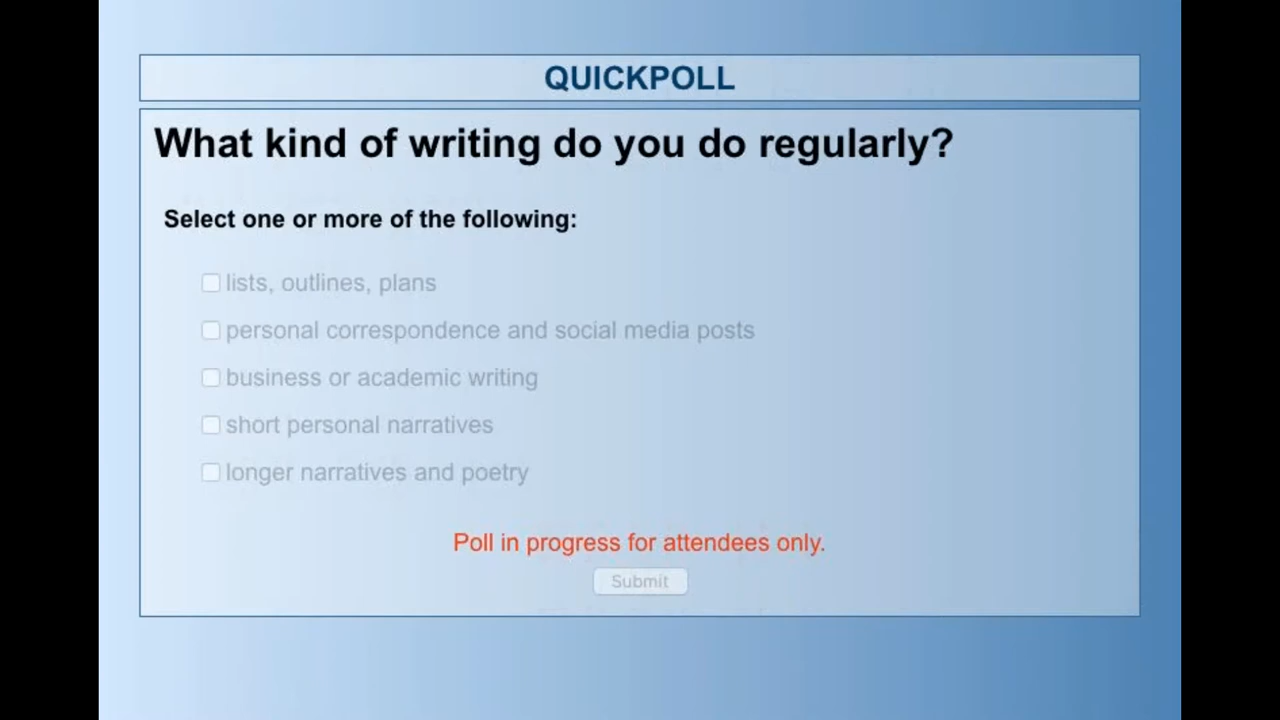 QUICKPOLL
What kind of writing do you do regularly?
Select one or more of the following:
lists, outlines, plans
personal correspondence and social media posts
business or academic writing
short personal narratives
longer narratives and poetry
Poll in progress for attendees only.
Submit